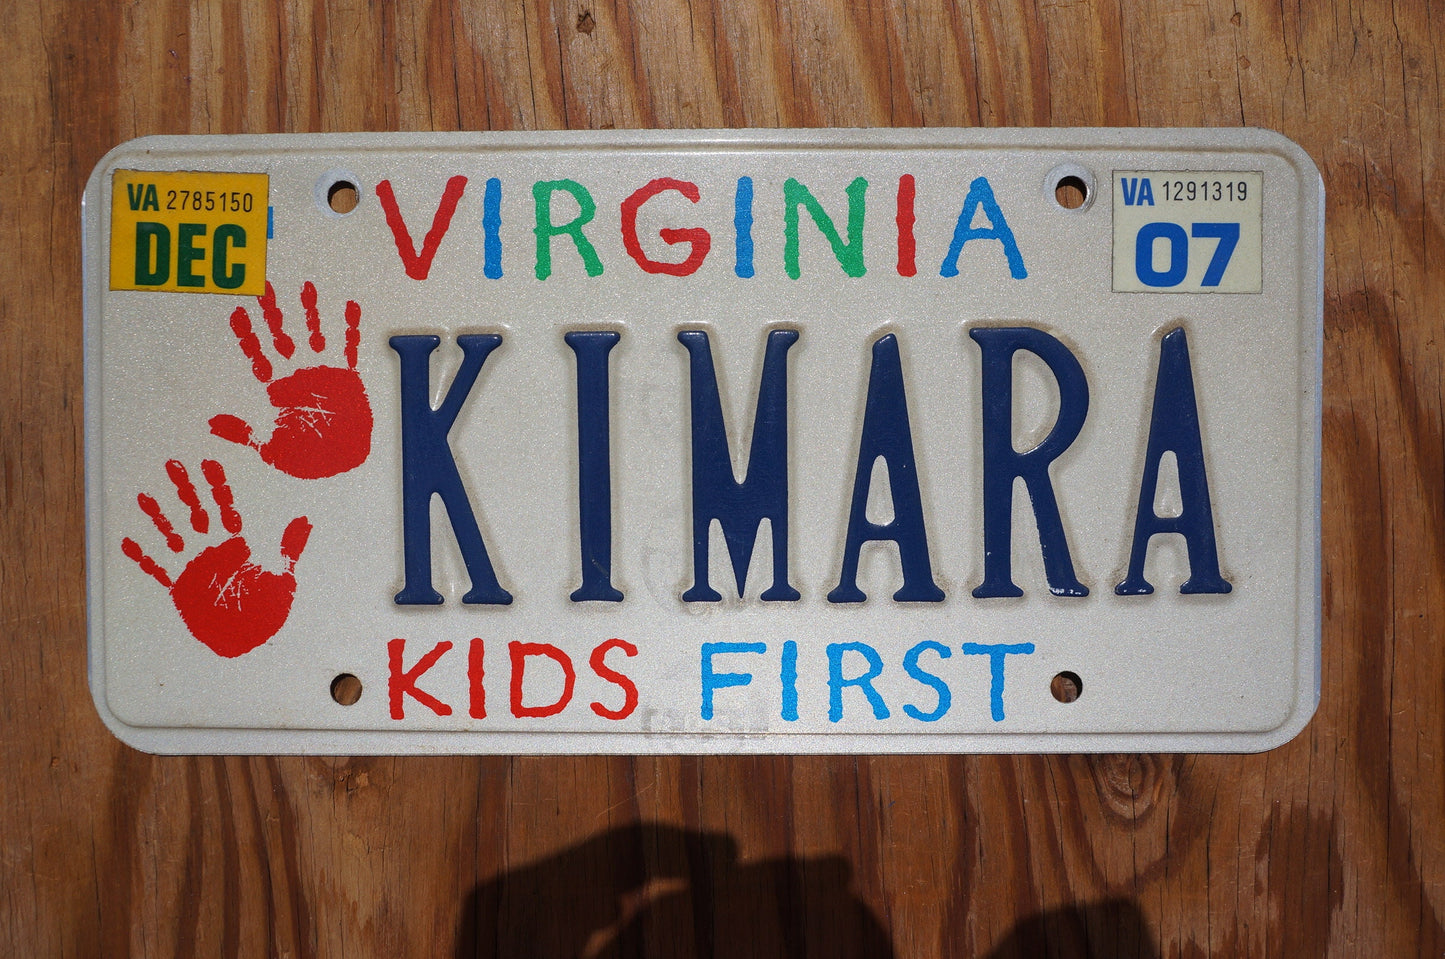 VA 2785150
DEC
VIRGINIA
VA 1291319
07
KIMARA
KIDS FIRST